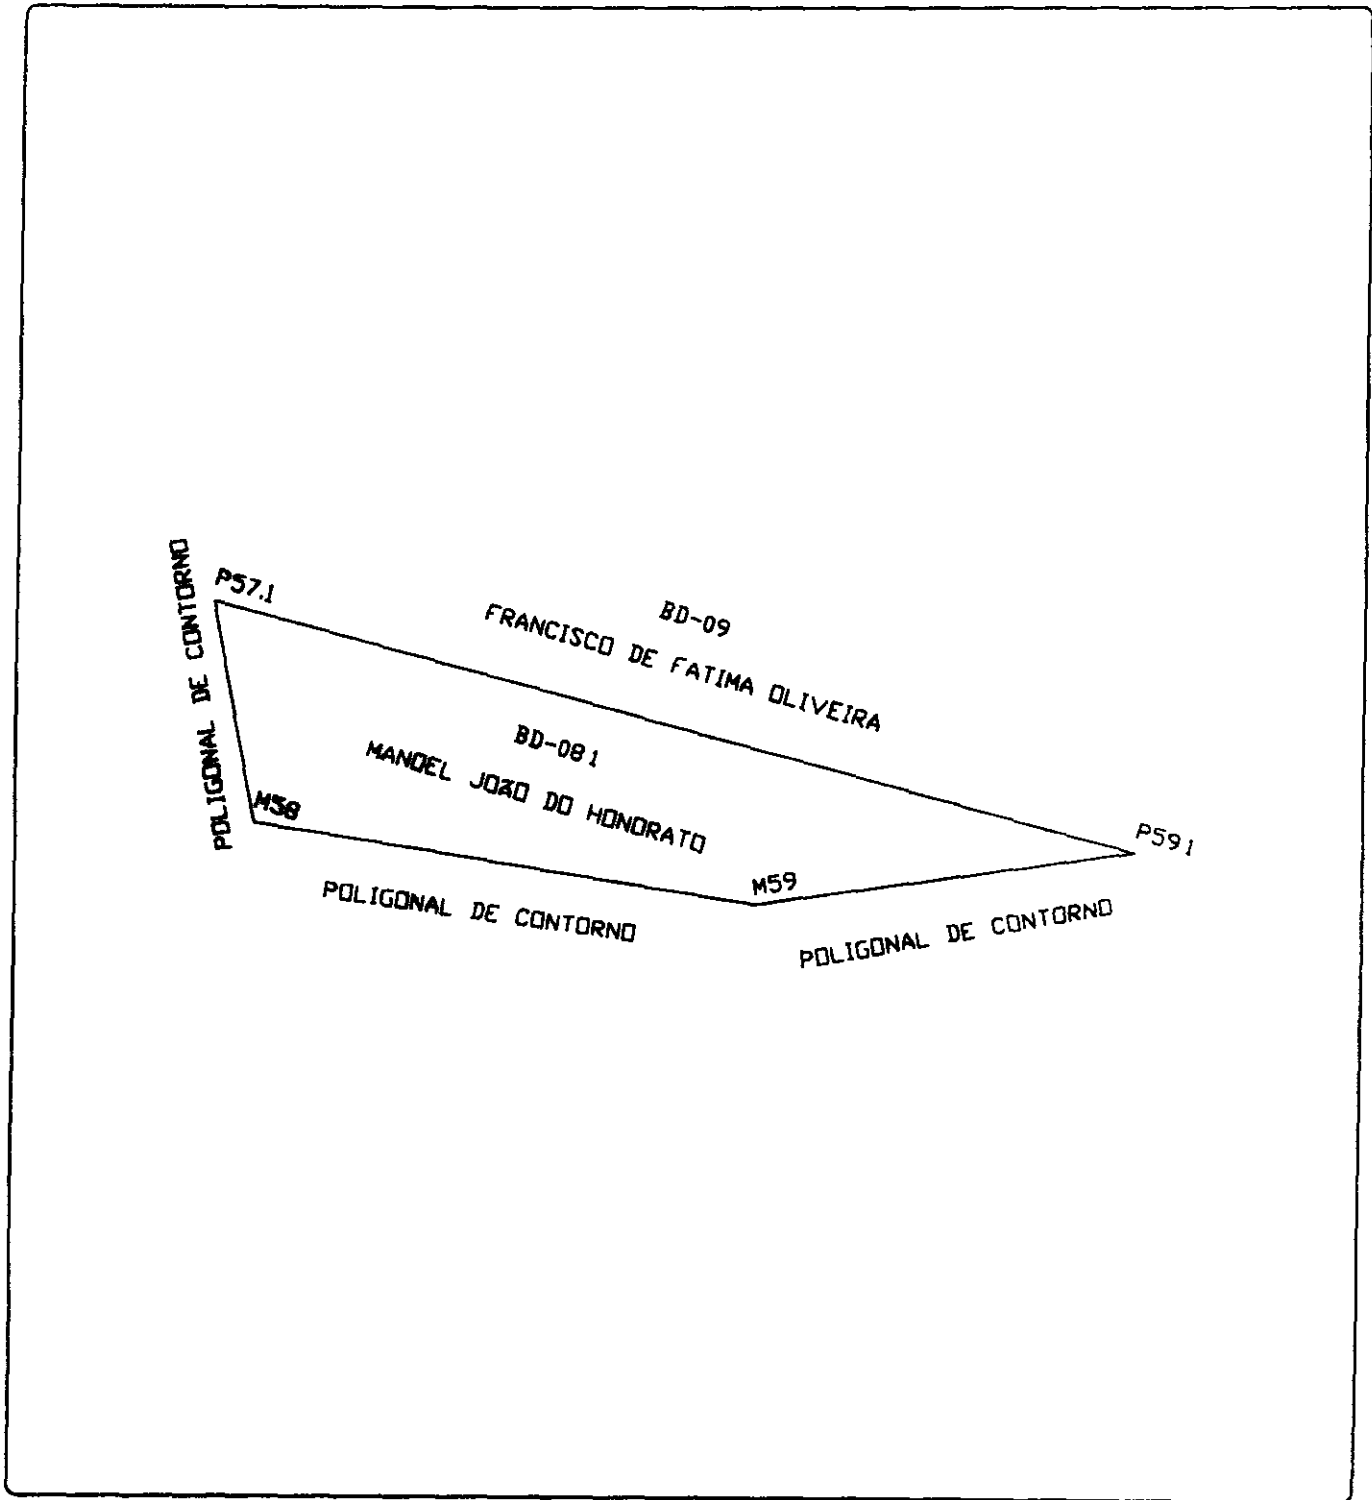 POLIGONAL DE CONTORNO
P57.1
BD-09
FRANCISCO DE FATIMA OLIVEIRA
BD-081
MANOEL JOÃO DO HONORATO
M58
P591
M59
POLIGONAL DE CONTORNO
POLIGONAL DE CONTORNO